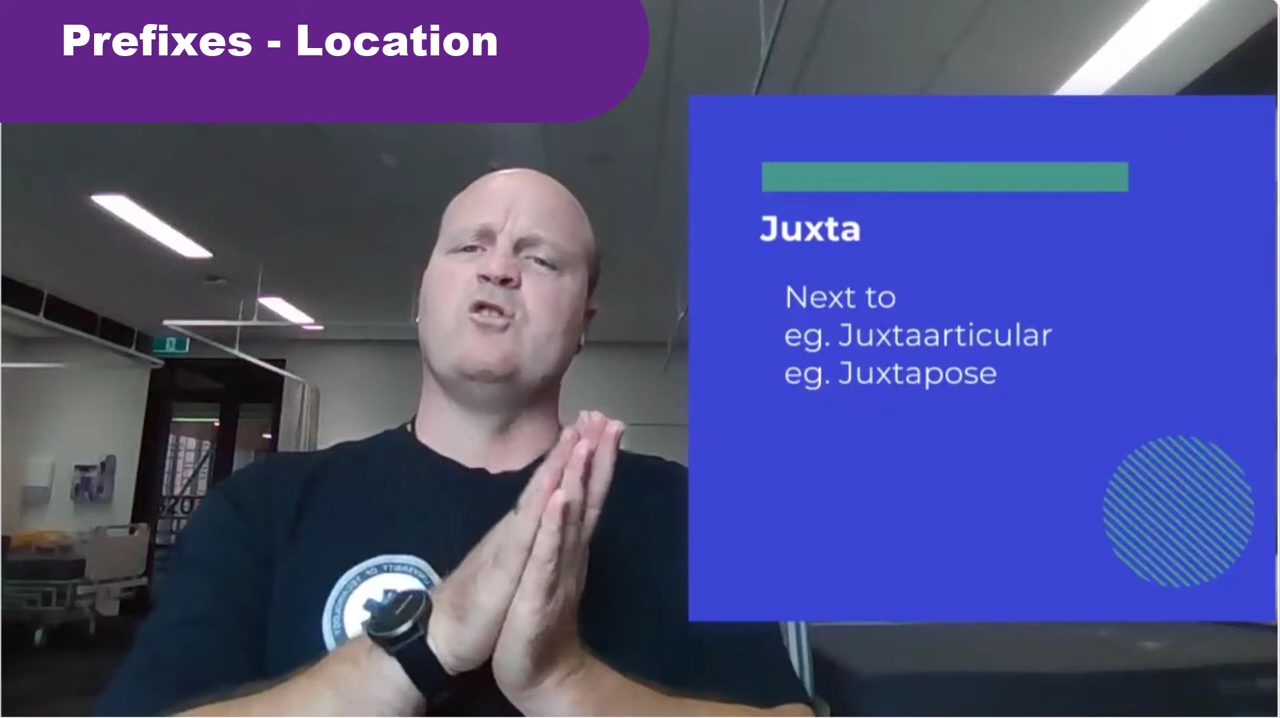 Prefixes - Location
Juxta
Next to
eg. Juxtaarticular
eg. Juxtapose